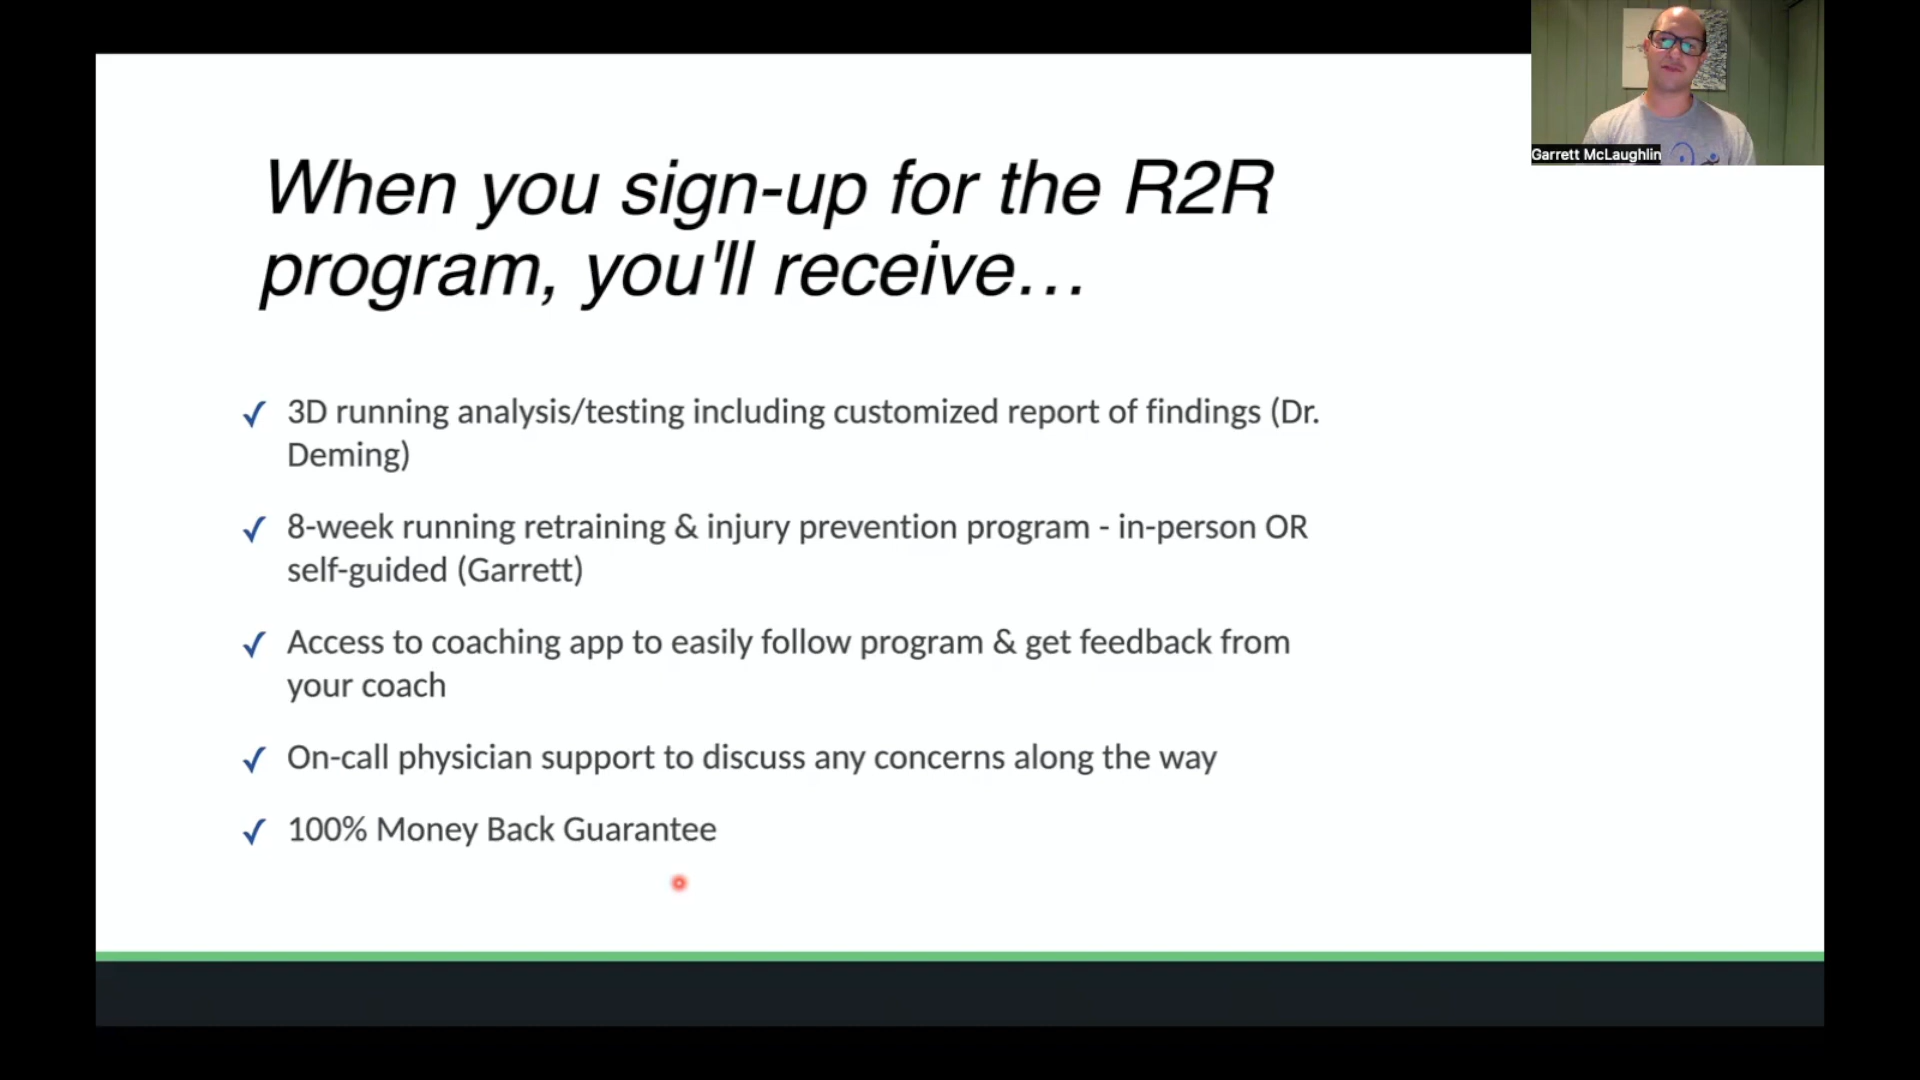 Garrett McLaughlin
When you sign-up for the R2R
program, you'll receive...
✓ 3D running analysis/testing including customized report of findings (Dr.
Deming)
✓ 8-week running retraining & injury prevention program - in-person OR
self-guided (Garrett)
✓ Access to coaching app to easily follow program & get feedback from
your coach
✓ On-call physician support to discuss any concerns along the way
✓ 100% Money Back Guarantee